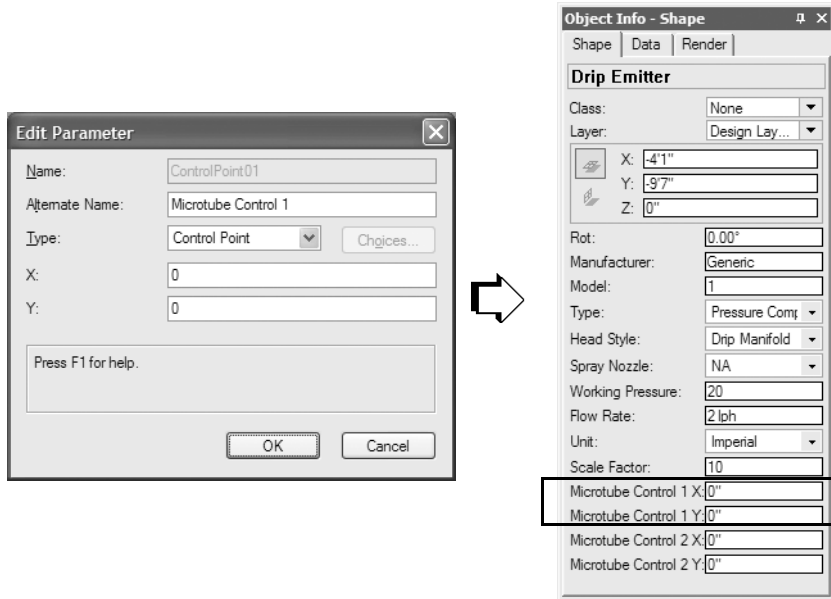 Edit Parameter
Name: ControlPoint01
Alternate Name: Microtube Control 1
Type: Control Point Choices...
X: 0
Y: 0
Press F1 for help.
OK Cancel
Object Info - Shape
Shape Data Render
Drip Emitter
Class: None
Layer: Design Lay...
X: -4'1"
Y: -9'7"
Z: 0"
Rot: 0.00°
Manufacturer: Generic
Model: 1
Type: Pressure Comp
Head Style: Drip Manifold
Spray Nozzle: NA
Working Pressure: 20
Flow Rate: 2 lph
Unit: Imperial
Scale Factor: 10
Microtube Control 1 X: 0"
Microtube Control 1 Y: 0"
Microtube Control 2 X: 0"
Microtube Control 2 Y: 0"